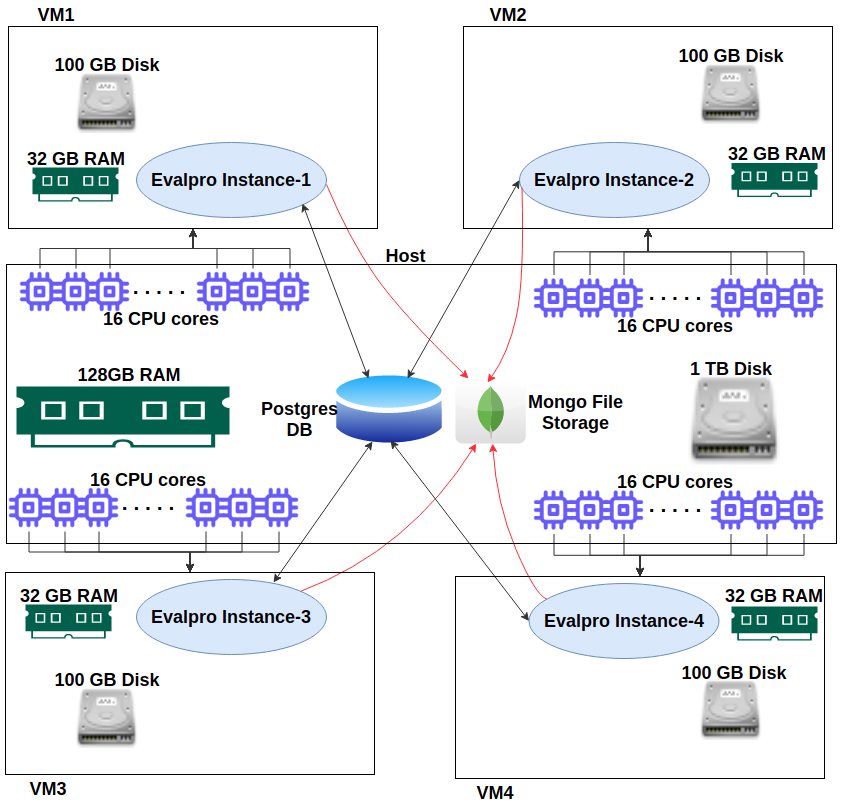 VM1
VM2
100 GB Disk
100 GB Disk
32 GB RAM
Evalpro Instance-1
Evalpro Instance-2
32 GB RAM
Host
16 CPU cores
16 CPU cores
128GB RAM
1 TB Disk
Postgres
DB
Mongo File
Storage
16 CPU cores
16 CPU cores
32 GB RAM
Evalpro Instance-3
Evalpro Instance-4
32 GB RAM
100 GB Disk
100 GB Disk
VM3
VM4